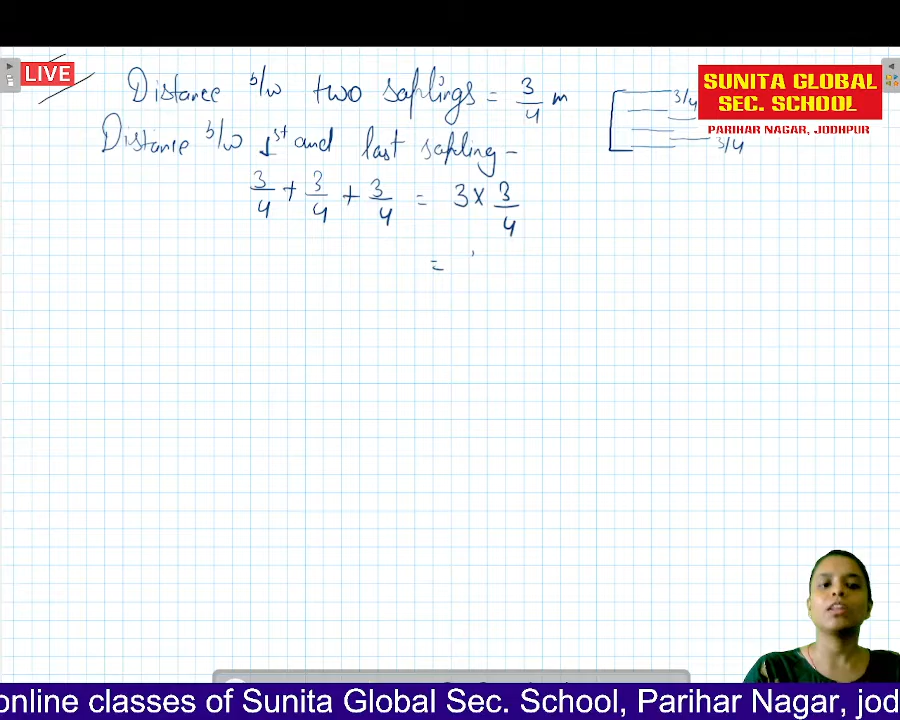 LIVE
Distance b/w two saplings = 3/4 m
Distance b/w 1st and last sapling -
3/4 + 3/4 + 3/4 = 3 × 3/4
=
3/4
3/4
SUNITA GLOBAL
SEC. SCHOOL
PARIHAR NAGAR, JODHPUR
online classes of Sunita Global Sec. School, Parihar Nagar, jod